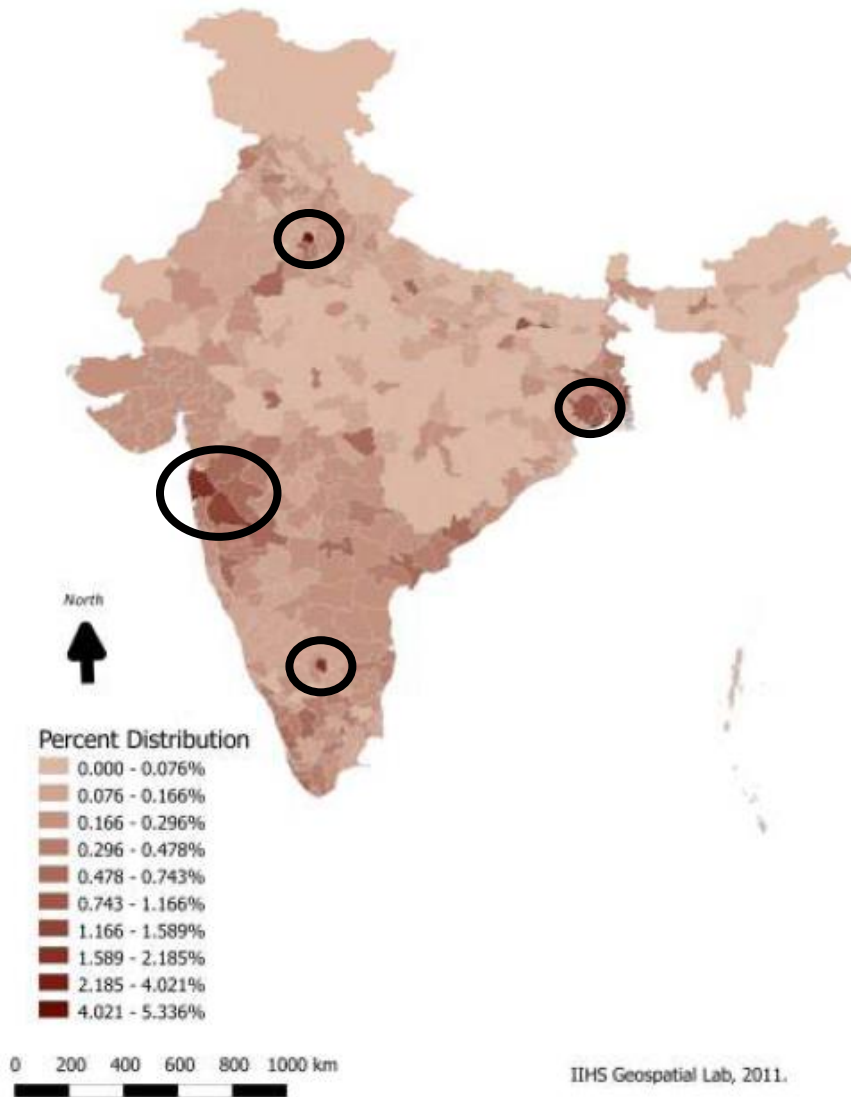 North
Percent Distribution
0.000 - 0.076%
0.076 - 0.166%
0.166 - 0.296%
0.296 - 0.478%
0.478 - 0.743%
0.743 - 1.166%
1.166 - 1.589%
1.589 - 2.185%
2.185 - 4.021%
4.021 - 5.336%
0 200 400 600 800 1000 km
IIHS Geospatial Lab, 2011.